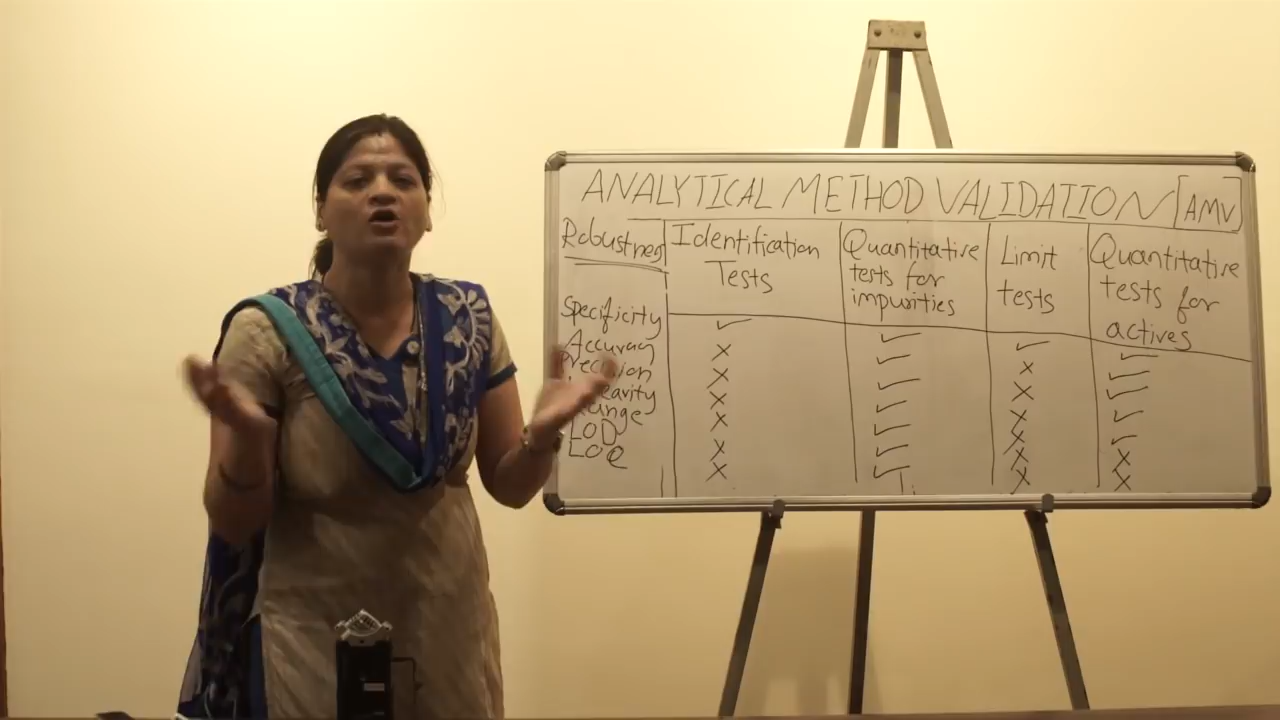 ANALYTICAL METHOD VALIDATION [AMV]
Robustness Identification Tests Quantitative tests for impurities Limit tests Quantitative tests for actives
Specificity ✓ ✓ ✓ ✓
Accuracy × ✓ × ✓
Precision × ✓ × ✓
× ✓ × ✓
Range × ✓ × ✓
LOD × ✓ × ×
LOQ × ✓ × ×